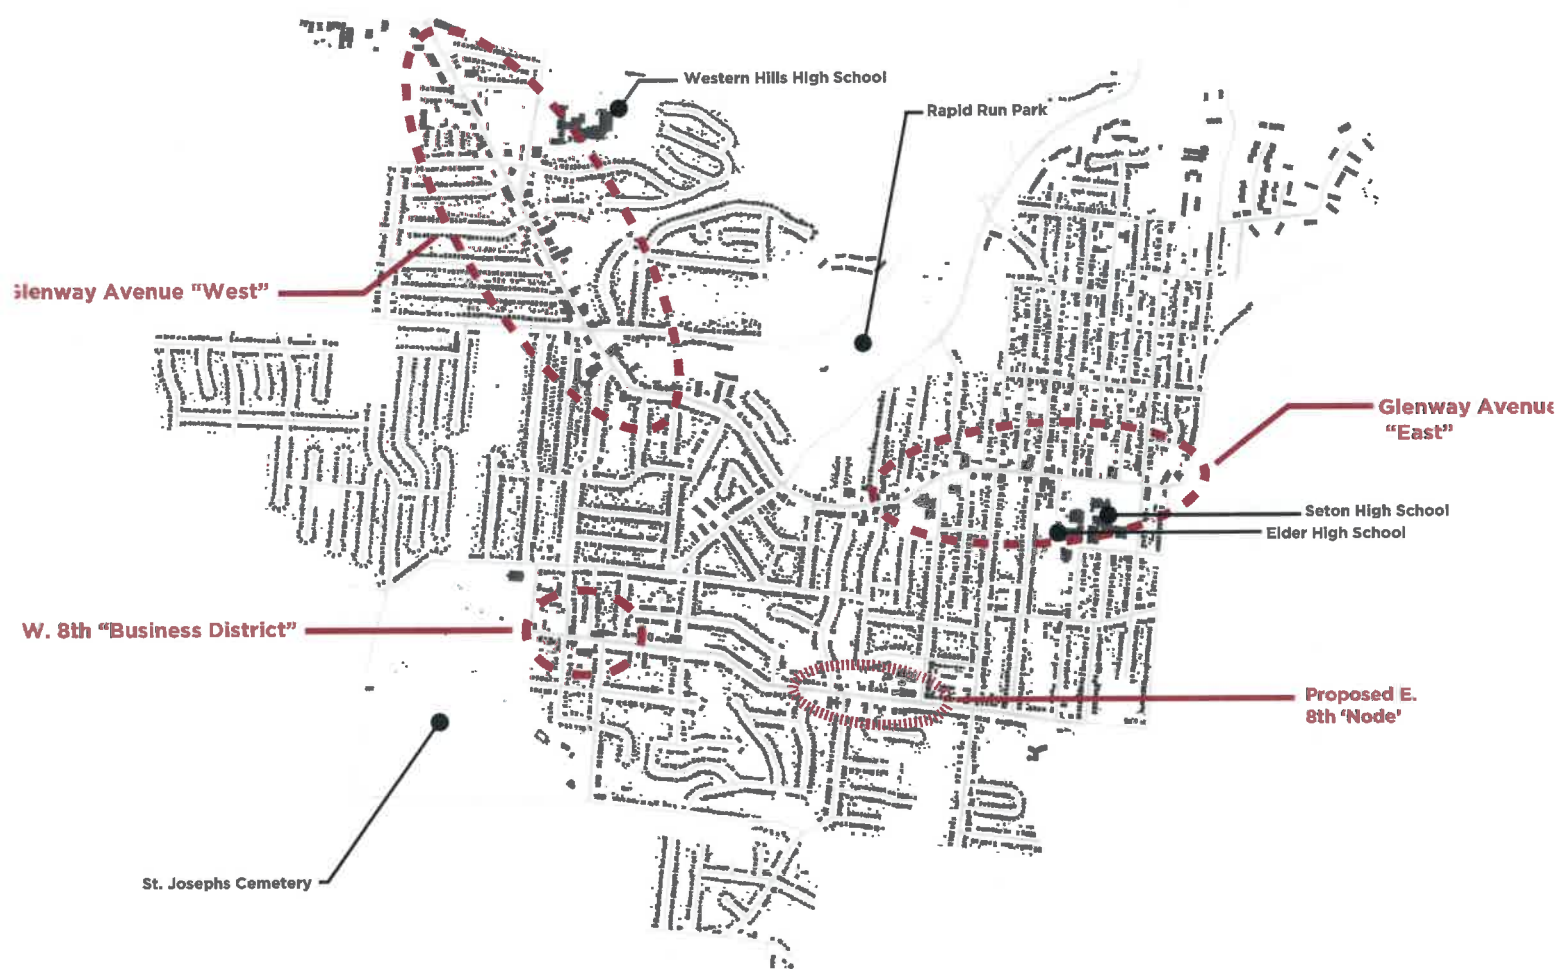 Western Hills High School
Rapid Run Park
Glenway Avenue "West"
Glenway Avenue
"East"
Seton High School
Elder High School
W. 8th "Business District"
Proposed E.
8th 'Node'
St. Josephs Cemetery